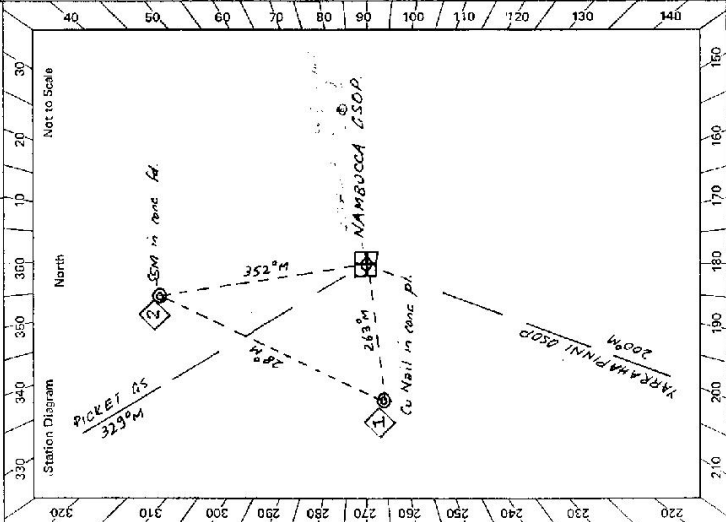 40 50 60 70 80 90 100 110 120 130 140
30 20 10 360 350 340 330
150 160 170 180 190 200 210
320 310 300 290 280 270 260 250 240 230 220
Station Diagram
North
Not to Scale
SSM in conc fd.
2
352°M
NAMBUCCA GSOP.
28°M
263°M
1
Cu Nail in conc pl.
PICKET GS
329°M
YARRAHAPINNI GSOP
200°M